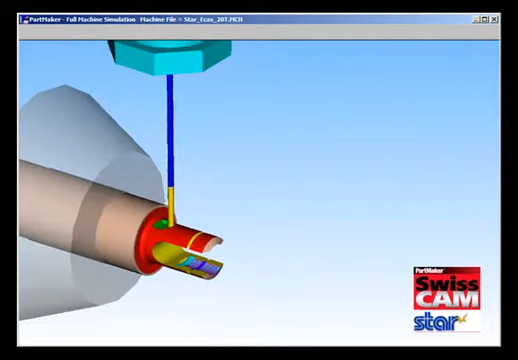 PartMaker - Full Machine Simulation   Machine File = Star_Ecas_20T.MCH
PartMaker
Swiss
CAM
star